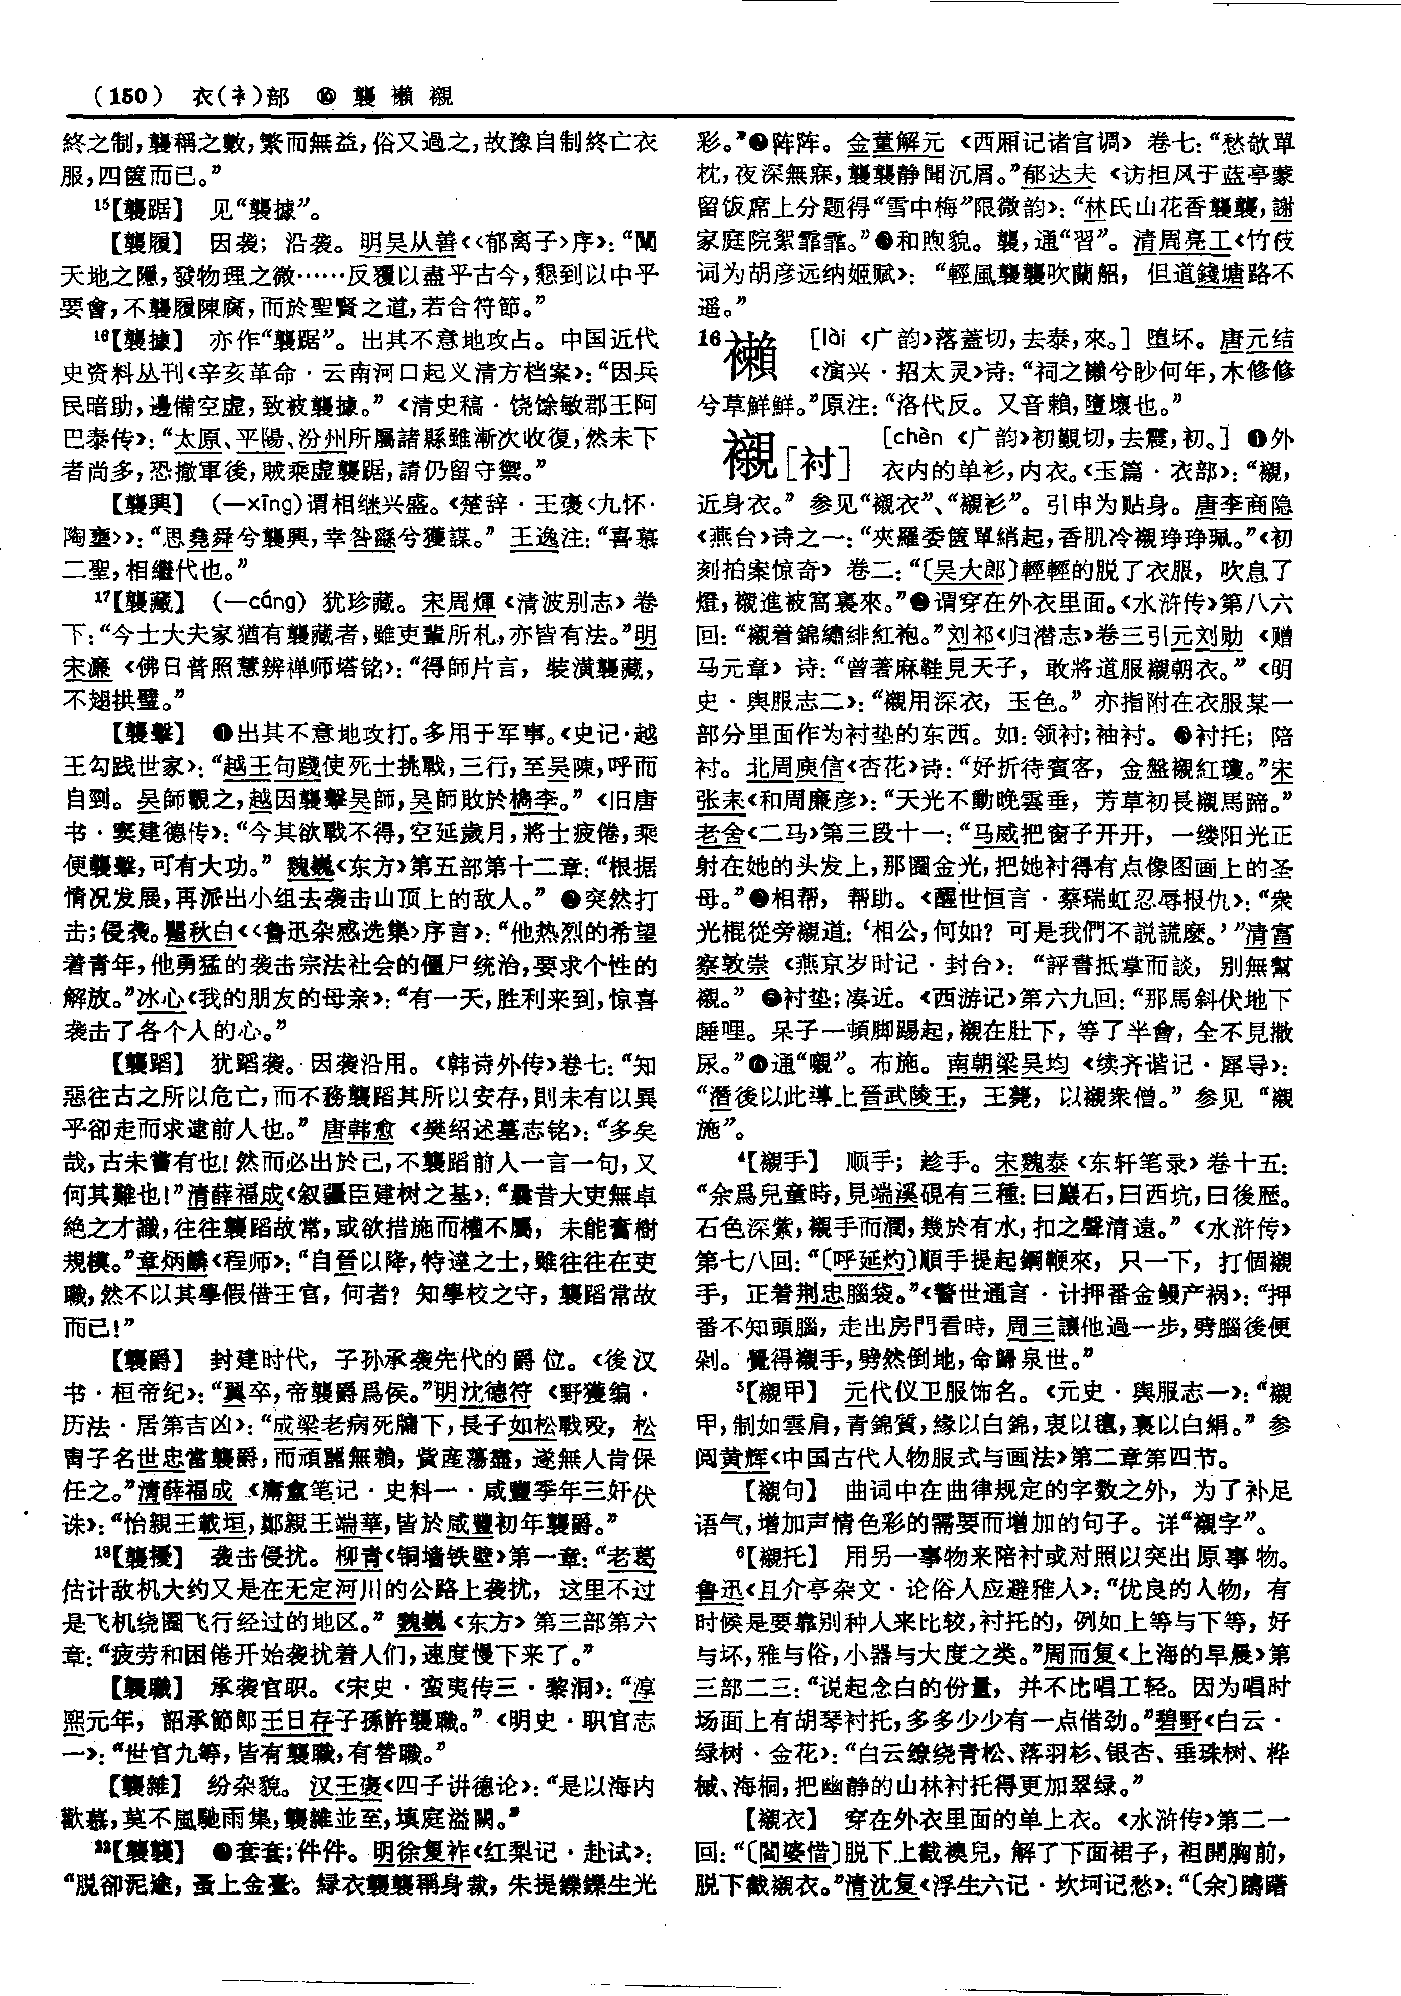 (150) 衣(衤)部 ⑯ 襲 襰 襯
終之制,襲稱之數,繁而無益,俗又過之,故豫自制終亡衣
服,四篋而已。”
15【襲踞】 见“襲據”。
【襲履】 因袭；沿袭。明吴从善《〈郁离子〉序》:“闡
天地之隱,發物理之微……反覆以盡乎古今,懇到以中乎
要會,不襲履陳腐,而於聖賢之道,若合符節。”
16【襲據】 亦作“襲踞”。出其不意地攻占。中国近代
史资料丛刊《辛亥革命·云南河口起义清方档案》:“因兵
民暗助,邊備空虚,致被襲據。”《清史稿·饶馀敏郡王阿
巴泰传》:“太原、平陽、汾州所屬諸縣雖漸次收復,然未下
者尚多,恐撤軍後,賊乘虚襲踞,請仍留守禦。”
【襲興】 (一xīng)谓相继兴盛。《楚辞·王褒〈九怀·
陶壅〉》:“思堯舜兮襲興,幸咎繇兮獲謀。” 王逸注:“喜慕
二聖,相繼代也。”
17【襲藏】 (一cáng) 犹珍藏。宋周煇《清波别志》卷
下:“今士大夫家猶有襲藏者,雖吏輩所札,亦皆有法。”明
宋濂《佛日普照慧辨禅师塔铭》:“得師片言，裝潢襲藏，
不翅拱璧。”
【襲擊】 ❶出其不意地攻打。多用于军事。《史记·越
王勾践世家》:“越王句踐使死士挑戰,三行,至吴陳,呼而
自剄。吴師觀之,越因襲擊吴師,吴師敗於檇李。”《旧唐
书·窦建德传》:“今其欲戰不得,空延歲月,將士疲倦,乘
便襲擊,可有大功。” 魏巍《东方》第五部第十二章:“根据
情况发展,再派出小组去袭击山顶上的敌人。” ❷突然打
击;侵袭。瞿秋白《〈鲁迅杂感选集〉序言》:“他热烈的希望
着青年,他勇猛的袭击宗法社会的僵尸统治,要求个性的
解放。”冰心《我的朋友的母亲》:“有一天,胜利来到,惊喜
袭击了各个人的心。”
【襲蹈】 犹蹈袭。因袭沿用。《韩诗外传》卷七:“知
惡往古之所以危亡,而不務襲蹈其所以安存,則未有以異
乎卻走而求逮前人也。” 唐韩愈《樊绍述墓志铭》:“多矣
哉,古未嘗有也!然而必出於己,不襲蹈前人一言一句,又
何其難也!”清薛福成《叙疆臣建树之基》:“曩昔大吏無卓
絶之才識,往往襲蹈故常,或欲措施而權不屬，未能奮樹
規模。”章炳麟《程师》:“自晉以降,特達之士,雖往往在吏
職,然不以其學假借王官，何者？知學校之守，襲蹈常故
而已!”
【襲爵】 封建时代，子孙承袭先代的爵位。《後汉
书·桓帝纪》:“翼卒,帝襲爵爲侯。”明沈德符《野獲编·
历法·居第吉凶》:“成梁老病死牖下,長子如松戰殁，松
胄子名世忠當襲爵,而頑嚚無賴，貲産蕩盡，遂無人肯保
任之。”清薛福成《庸盦笔记·史料一·咸豐季年三奸伏
诛》:“怡親王載垣,鄭親王端華,皆於咸豐初年襲爵。”
18【襲擾】 袭击侵扰。柳青《铜墙铁壁》第一章:“老葛
估计敌机大约又是在无定河川的公路上袭扰，这里不过
是飞机绕圈飞行经过的地区。” 魏巍《东方》第三部第六
章:“疲劳和困倦开始袭扰着人们,速度慢下来了。”
【襲職】 承袭官职。《宋史·蛮夷传三·黎洞》:“淳
熙元年，詔承節郎王日存子孫許襲職。”《明史·职官志
一》:“世官九等,皆有襲職,有替職。”
【襲雜】 纷杂貌。汉王褒《四子讲德论》:“是以海内
歡慕,莫不風馳雨集,襲雜並至,填庭溢闕。”
22【襲襲】 ❶套套;件件。明徐复祚《红梨记·赴试》:
“脱卻泥途，蚤上金臺。緑衣襲襲稱身裁，朱提鑠鑠生光
彩。”❷阵阵。金董解元《西厢记诸宫调》卷七:“愁欹單
枕,夜深無寐,襲襲静聞沉屑。”郁达夫《访担风于蓝亭蒙
留饭席上分题得“雪中梅”限微韵》:“林氏山花香襲襲,謝
家庭院絮霏霏。”❸和煦貌。襲,通“習”。清周亮工《竹枝
词为胡彦远纳姬赋》:“輕風襲襲吹蘭船，但道錢塘路不
遥。”
16襰 [lài《广韵》落蓋切,去泰,來。] 堕坏。唐元结
《演兴·招太灵》诗:“祠之襰兮眇何年,木修修
兮草鮮鮮。”原注:“洛代反。又音賴,墮壞也。”
襯[衬] [chèn《广韵》初覲切,去震,初。] ❶外
衣内的单衫,内衣。《玉篇·衣部》:“襯,
近身衣。” 参见“襯衣”、“襯衫”。引申为贴身。唐李商隐
《燕台》诗之一:“夾羅委篋單綃起,香肌冷襯琤琤珮。”《初
刻拍案惊奇》卷二:“〔吴大郎〕輕輕的脱了衣服，吹息了
燈,襯進被窩裏來。”❷谓穿在外衣里面。《水浒传》第八六
回:“襯着錦繡緋紅袍。”刘祁《归潜志》卷三引元刘勋《赠
马元章》诗:“曾著麻鞋見天子，敢將道服襯朝衣。”《明
史·舆服志二》:“襯用深衣，玉色。” 亦指附在衣服某一
部分里面作为衬垫的东西。如:领衬;袖衬。❸衬托；陪
衬。北周庾信《杏花》诗:“好折待賓客，金盤襯紅瓊。”宋
张耒《和周廉彦》:“天光不動晚雲垂，芳草初長襯馬蹄。”
老舍《二马》第三段十一:“马威把窗子开开，一缕阳光正
射在她的头发上,那圈金光,把她衬得有点像图画上的圣
母。”❹相帮，帮助。《醒世恒言·蔡瑞虹忍辱报仇》:“衆
光棍從旁襯道:‘相公,何如？可是我們不説謊麽。’”清富
察敦崇《燕京岁时记·封台》:“評書抵掌而談，别無幫
襯。” ❺衬垫;凑近。《西游记》第六九回:“那馬斜伏地下
睡哩。呆子一頓脚踢起,襯在肚下，等了半會，全不見撒
尿。”❻通“嚫”。布施。南朝梁吴均《续齐谐记·犀导》:
“潛後以此導上晉武陵王，王薨，以襯衆僧。” 参见“襯
施”。
4【襯手】 顺手；趁手。宋魏泰《东轩笔录》卷十五:
“余爲兒童時,見端溪硯有三種:曰巖石,曰西坑,曰後歷。
石色深紫,襯手而潤,幾於有水,扣之聲清遠。”《水浒传》
第七八回:“〔呼延灼〕順手提起鋼鞭來，只一下，打個襯
手，正着荆忠腦袋。”《警世通言·计押番金鳗产祸》:“押
番不知頭腦，走出房門看時，周三讓他過一步,劈腦後便
剁。覺得襯手,劈然倒地,命歸泉世。”
5【襯甲】 元代仪卫服饰名。《元史·舆服志一》:“襯
甲,制如雲肩,青錦質,緣以白錦,衷以氈,裏以白絹。” 参
阅黄辉《中国古代人物服式与画法》第二章第四节。
【襯句】 曲词中在曲律规定的字数之外，为了补足
语气,增加声情色彩的需要而增加的句子。详“襯字”。
6【襯托】 用另一事物来陪衬或对照以突出原事物。
鲁迅《且介亭杂文·论俗人应避雅人》:“优良的人物，有
时候是要靠别种人来比较,衬托的，例如上等与下等，好
与坏,雅与俗,小器与大度之类。”周而复《上海的早晨》第
三部二三:“说起念白的份量，并不比唱工轻。因为唱时
场面上有胡琴衬托,多多少少有一点借劲。”碧野《白云·
绿树·金花》:“白云缭绕青松、落羽杉、银杏、垂珠树、桦
槭、海桐,把幽静的山林衬托得更加翠绿。”
【襯衣】 穿在外衣里面的单上衣。《水浒传》第二一
回:“〔閻婆惜〕脱下上截襖兒，解了下面裙子，袒開胸前，
脱下截襯衣。”清沈复《浮生六记·坎坷记愁》:“〔余〕躊躇